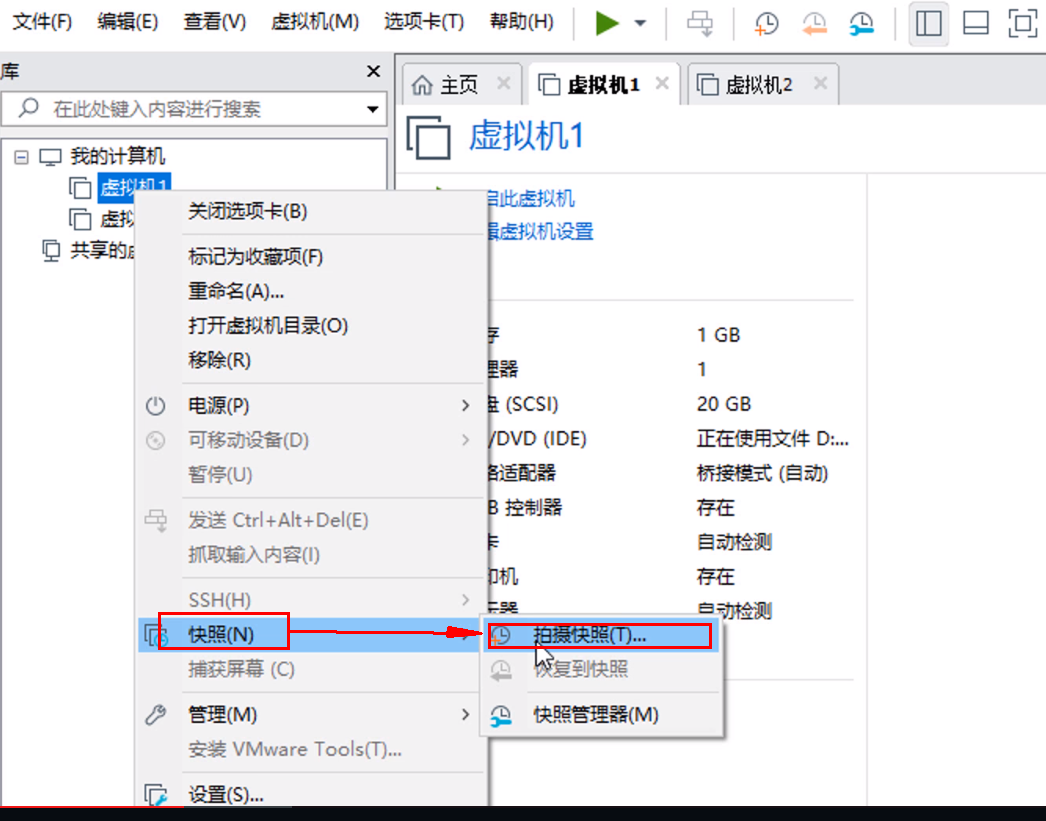 文件(F) 编辑(E) 查看(V) 虚拟机(M) 选项卡(T) 帮助(H)
库
在此处键入内容进行搜索
我的计算机
虚拟机1
虚拟
共享的
主页
虚拟机1
虚拟机2
虚拟机1
启此虚拟机
辑虚拟机设置
关闭选项卡(B)
标记为收藏项(F)
重命名(A)...
打开虚拟机目录(O)
移除(R)
电源(P)
可移动设备(D)
暂停(U)
发送 Ctrl+Alt+Del(E)
抓取输入内容(I)
SSH(H)
快照(N)
捕获屏幕 (C)
管理(M)
安装 VMware Tools(T)...
设置(S)...
拍摄快照(T)...
恢复到快照
快照管理器(M)
存 1 GB
理器 1
盘 (SCSI) 20 GB
/DVD (IDE) 正在使用文件 D:...
络适配器 桥接模式 (自动)
B 控制器 存在
卡 自动检测
印机 存在
示器 自动检测